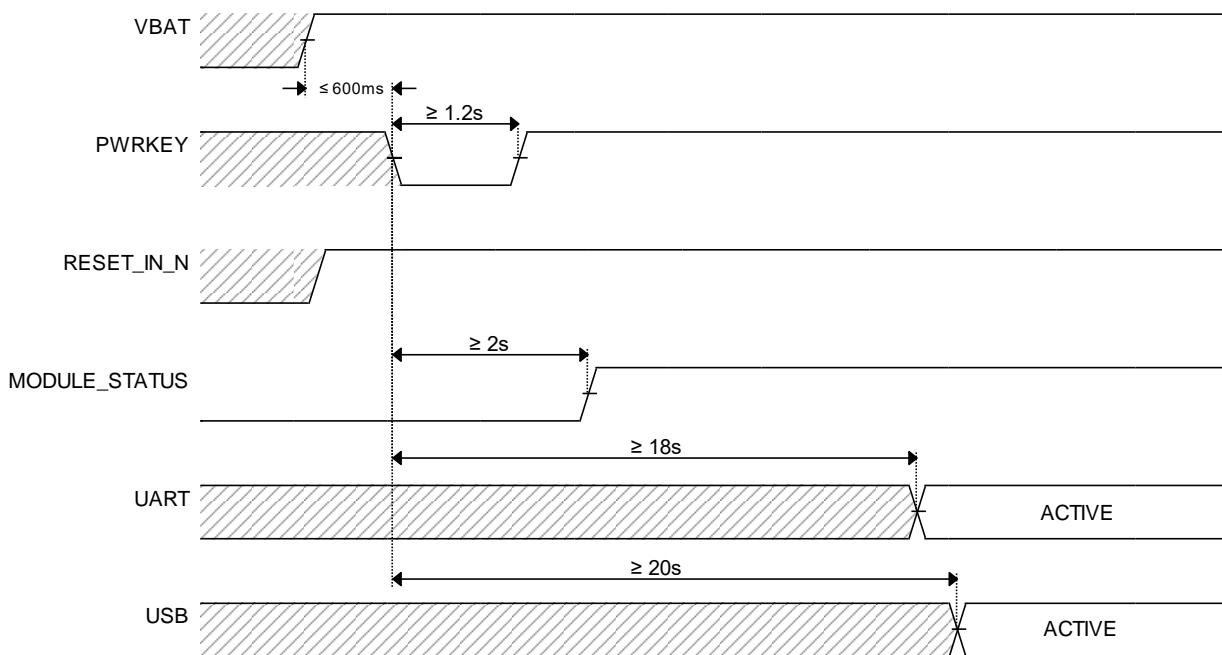 VBAT
≤ 600ms
≥ 1.2s
PWRKEY
RESET_IN_N
≥ 2s
MODULE_STATUS
≥ 18s
UART
ACTIVE
≥ 20s
USB
ACTIVE